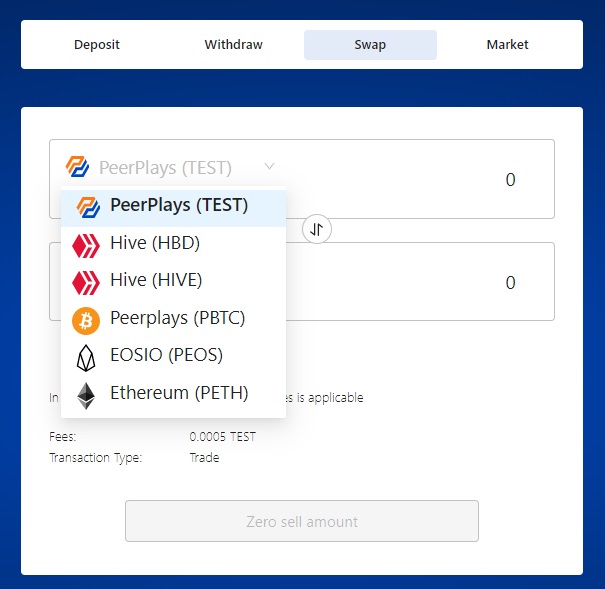 Deposit Withdraw Swap Market
PeerPlays (TEST) 0
PeerPlays (TEST)
Hive (HBD)
Hive (HIVE) 0
Peerplays (PBTC)
EOSIO (PEOS)
Ethereum (PETH)
In es is applicable
Fees: 0.0005 TEST
Transaction Type: Trade
Zero sell amount